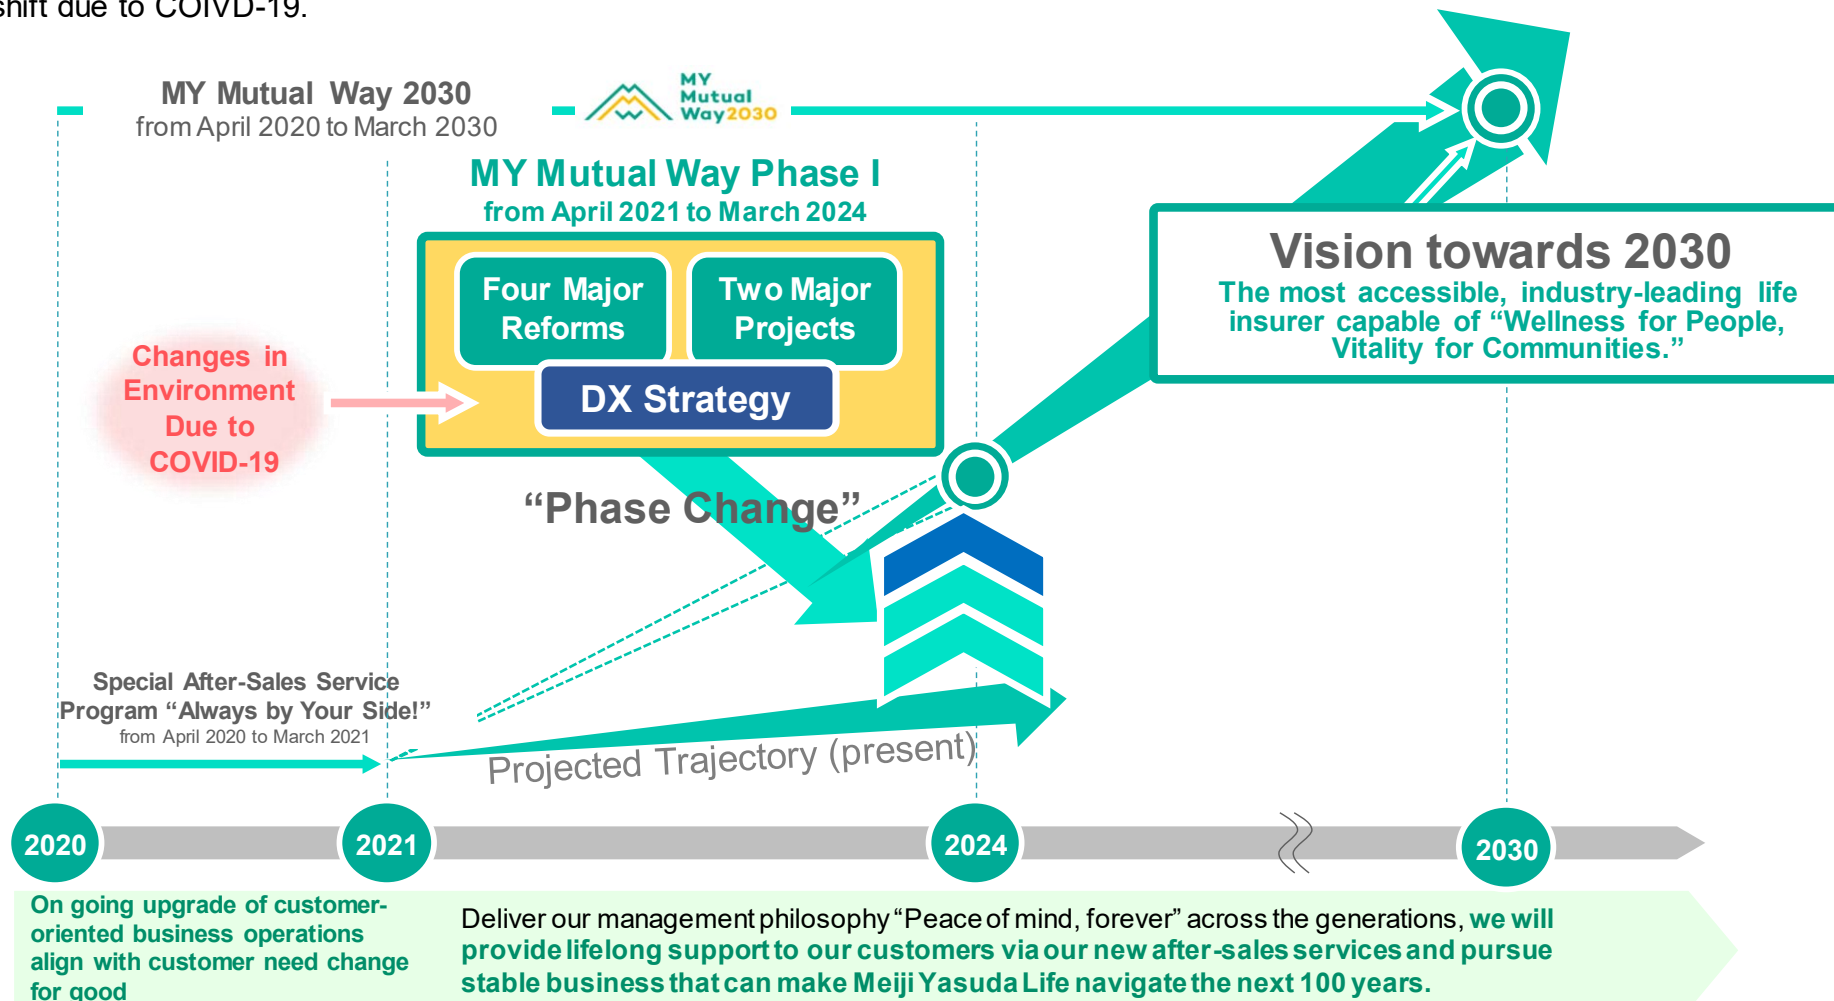 shift due to COIVD-19.
MY Mutual Way 2030
from April 2020 to March 2030
MY
Mutual
Way2030
MY Mutual Way Phase I
from April 2021 to March 2024
Four Major
Reforms
Two Major
Projects
DX Strategy
Changes in
Environment
Due to
COVID-19
Vision towards 2030
The most accessible, industry-leading life
insurer capable of “Wellness for People,
Vitality for Communities.”
“Phase Change”
Special After-Sales Service
Program “Always by Your Side!”
from April 2020 to March 2021
Projected Trajectory (present)
2020
2021
2024
2030
On going upgrade of customer-
oriented business operations
align with customer need change
for good
Deliver our management philosophy “Peace of mind, forever” across the generations, we will
provide lifelong support to our customers via our new after-sales services and pursue
stable business that can make Meiji Yasuda Life navigate the next 100 years.